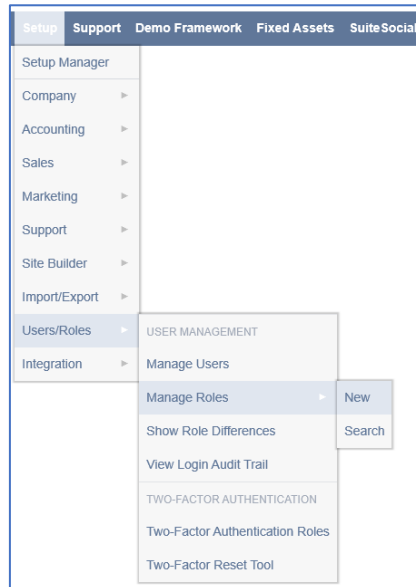 Setup Support Demo Framework Fixed Assets SuiteSocial
Setup Manager
Company
Accounting
Sales
Marketing
Support
Site Builder
Import/Export
Users/Roles
Integration
USER MANAGEMENT
Manage Users
Manage Roles
Show Role Differences
View Login Audit Trail
TWO-FACTOR AUTHENTICATION
Two-Factor Authentication Roles
Two-Factor Reset Tool
New
Search